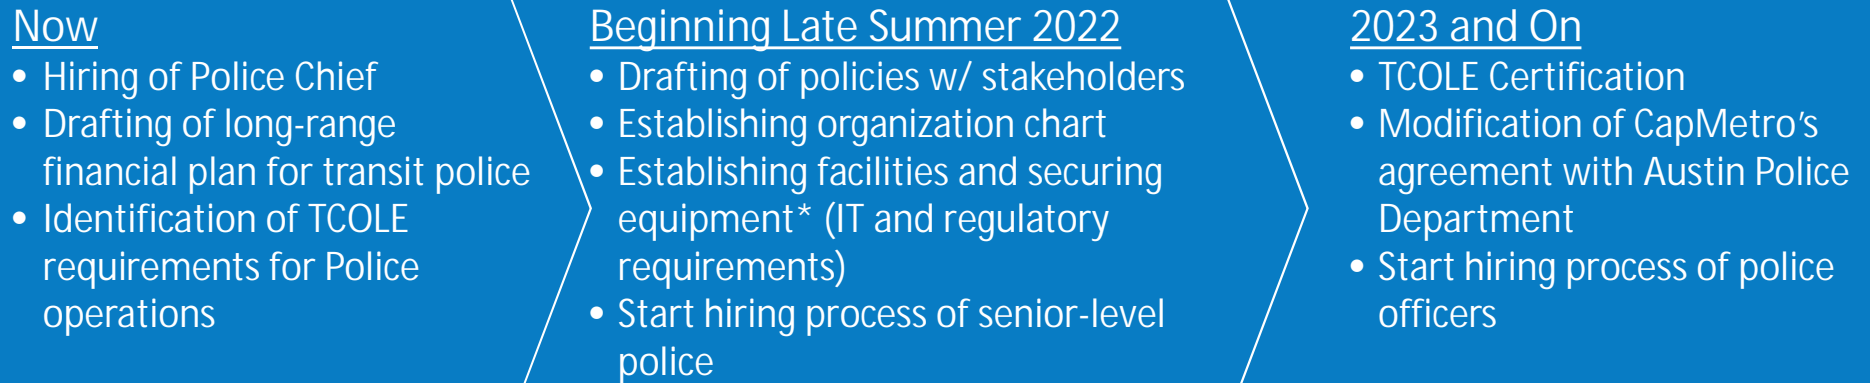 Now
• Hiring of Police Chief
• Drafting of long-range
financial plan for transit police
• Identification of TCOLE
requirements for Police
operations
Beginning Late Summer 2022
• Drafting of policies w/ stakeholders
• Establishing organization chart
• Establishing facilities and securing
equipment* (IT and regulatory
requirements)
• Start hiring process of senior-level
police
2023 and On
• TCOLE Certification
• Modification of CapMetro's
agreement with Austin Police
Department
• Start hiring process of police
officers